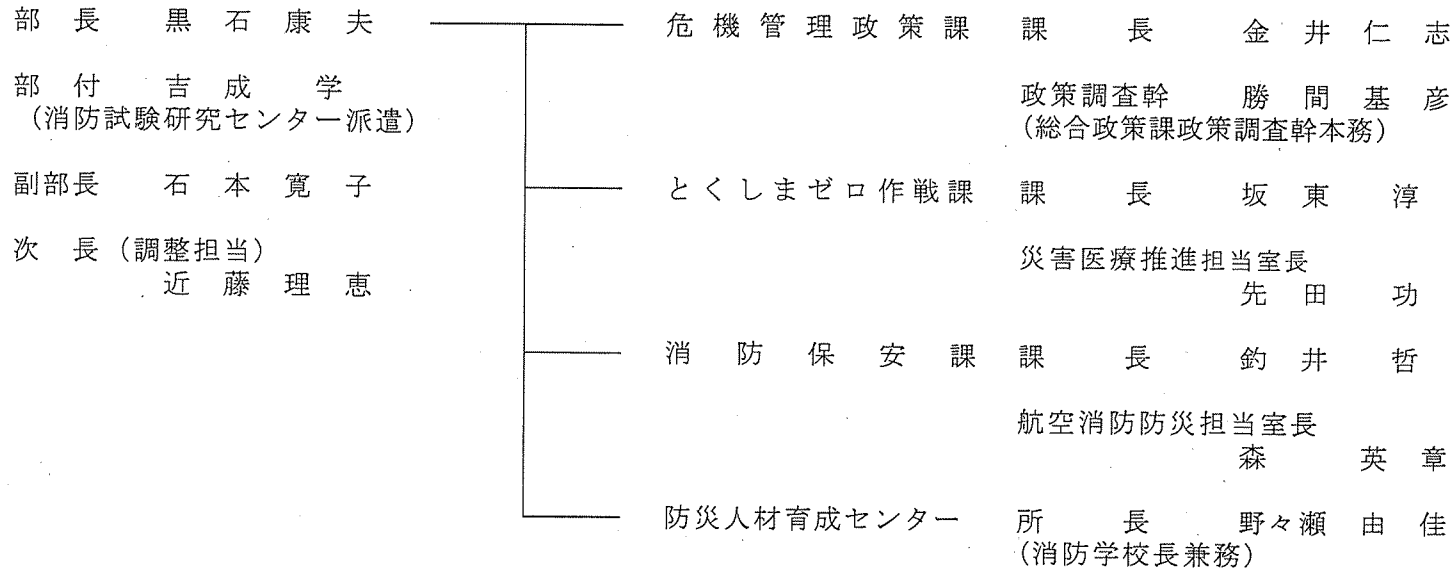 部長 黒石康夫
部付 吉成学
(消防試験研究センター派遣)
副部長 石本寛子
次長(調整担当)
近藤理恵
危機管理政策課 課長 金井仁志
政策調査幹 勝間基彦
(総合政策課政策調査幹本務)
とくしまゼロ作戦課 課長 坂東淳
災害医療推進担当室長
先田功
消防保安課 課長 釣井哲
航空消防防災担当室長
森英章
防災人材育成センター 所長 野々瀬由佳
(消防学校長兼務)